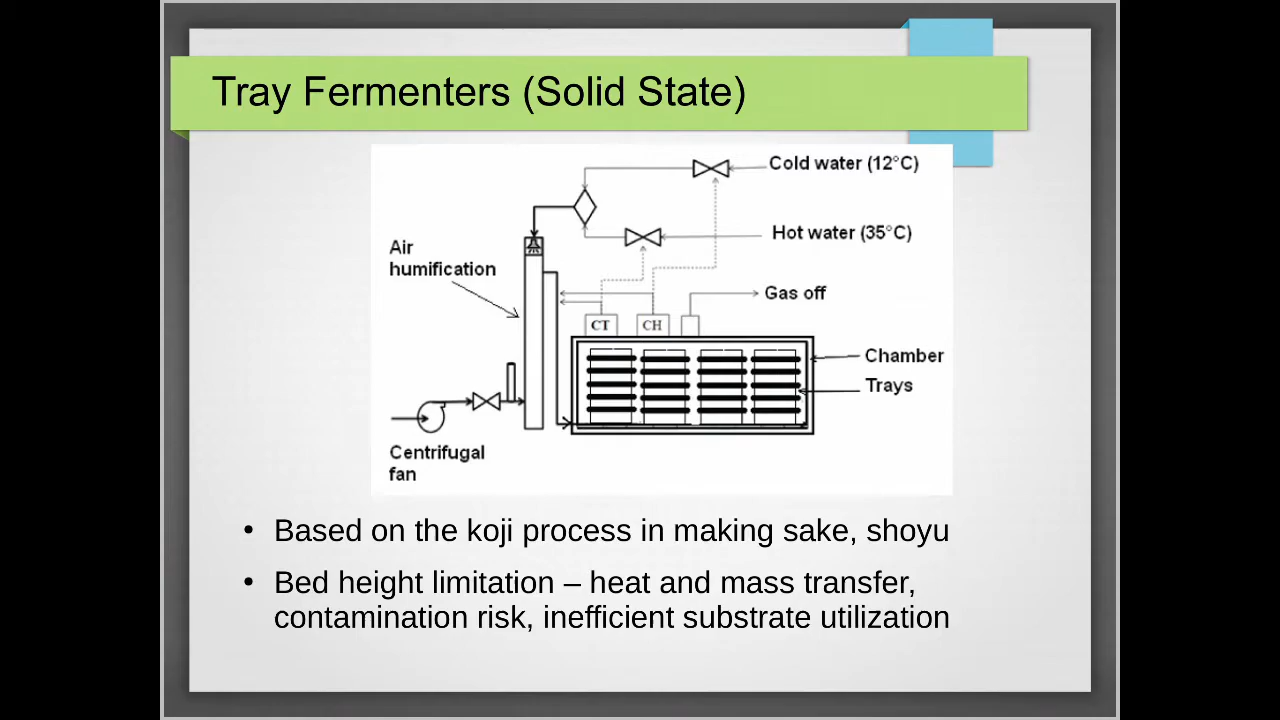 Tray Fermenters (Solid State)
Cold water (12°C)
Hot water (35°C)
Air
humification
Gas off
CT
CH
Chamber
Trays
Centrifugal
fan
• Based on the koji process in making sake, shoyu
• Bed height limitation – heat and mass transfer,
contamination risk, inefficient substrate utilization